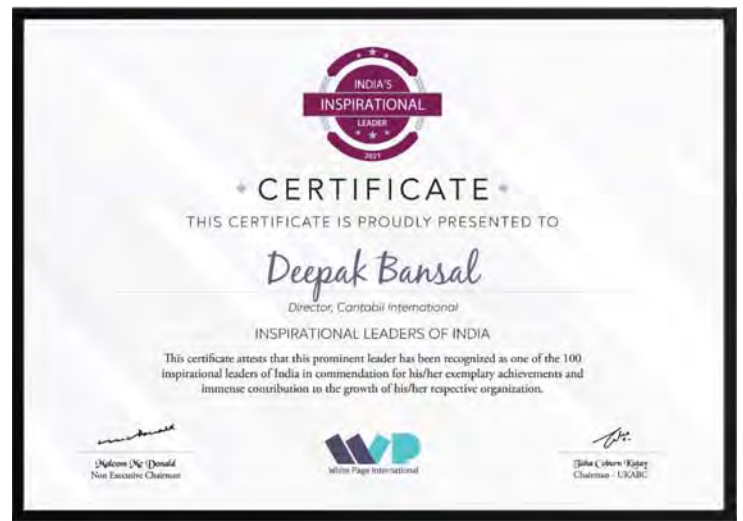 INDIA'S
INSPIRATIONAL
LEADER
2021
CERTIFICATE
THIS CERTIFICATE IS PROUDLY PRESENTED TO
Deepak Bansal
Director, Cantabil International
INSPIRATIONAL LEADERS OF INDIA
This certificate attests that this prominent leader has been recognized as one of the 100
inspirational leaders of India in commendation for his/her exemplary achievements and
immense contribution to the growth of his/her respective organization.
Malcom Mc Donald
Non Executive Chairman
WP
White Page International
Chairman - UKABC